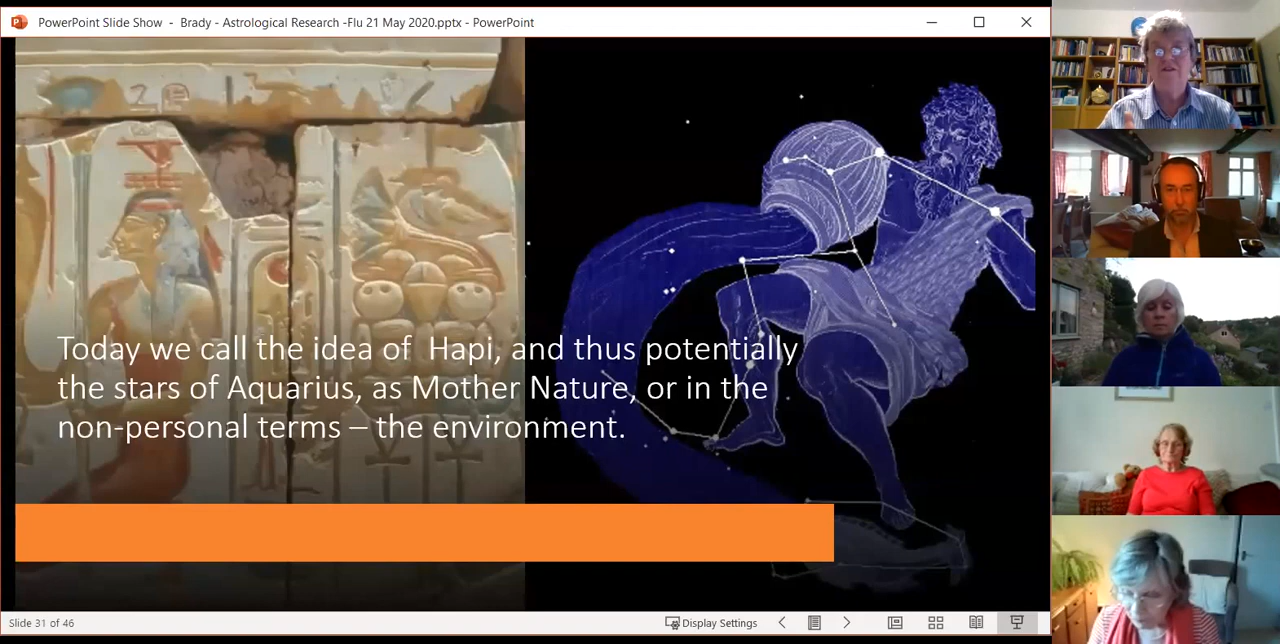 PowerPoint Slide Show - Brady - Astrological Research -Flu 21 May 2020.pptx - PowerPoint
Today we call the idea of Hapi, and thus potentially
the stars of Aquarius, as Mother Nature, or in the
non-personal terms – the environment.
Slide 31 of 46
Display Settings